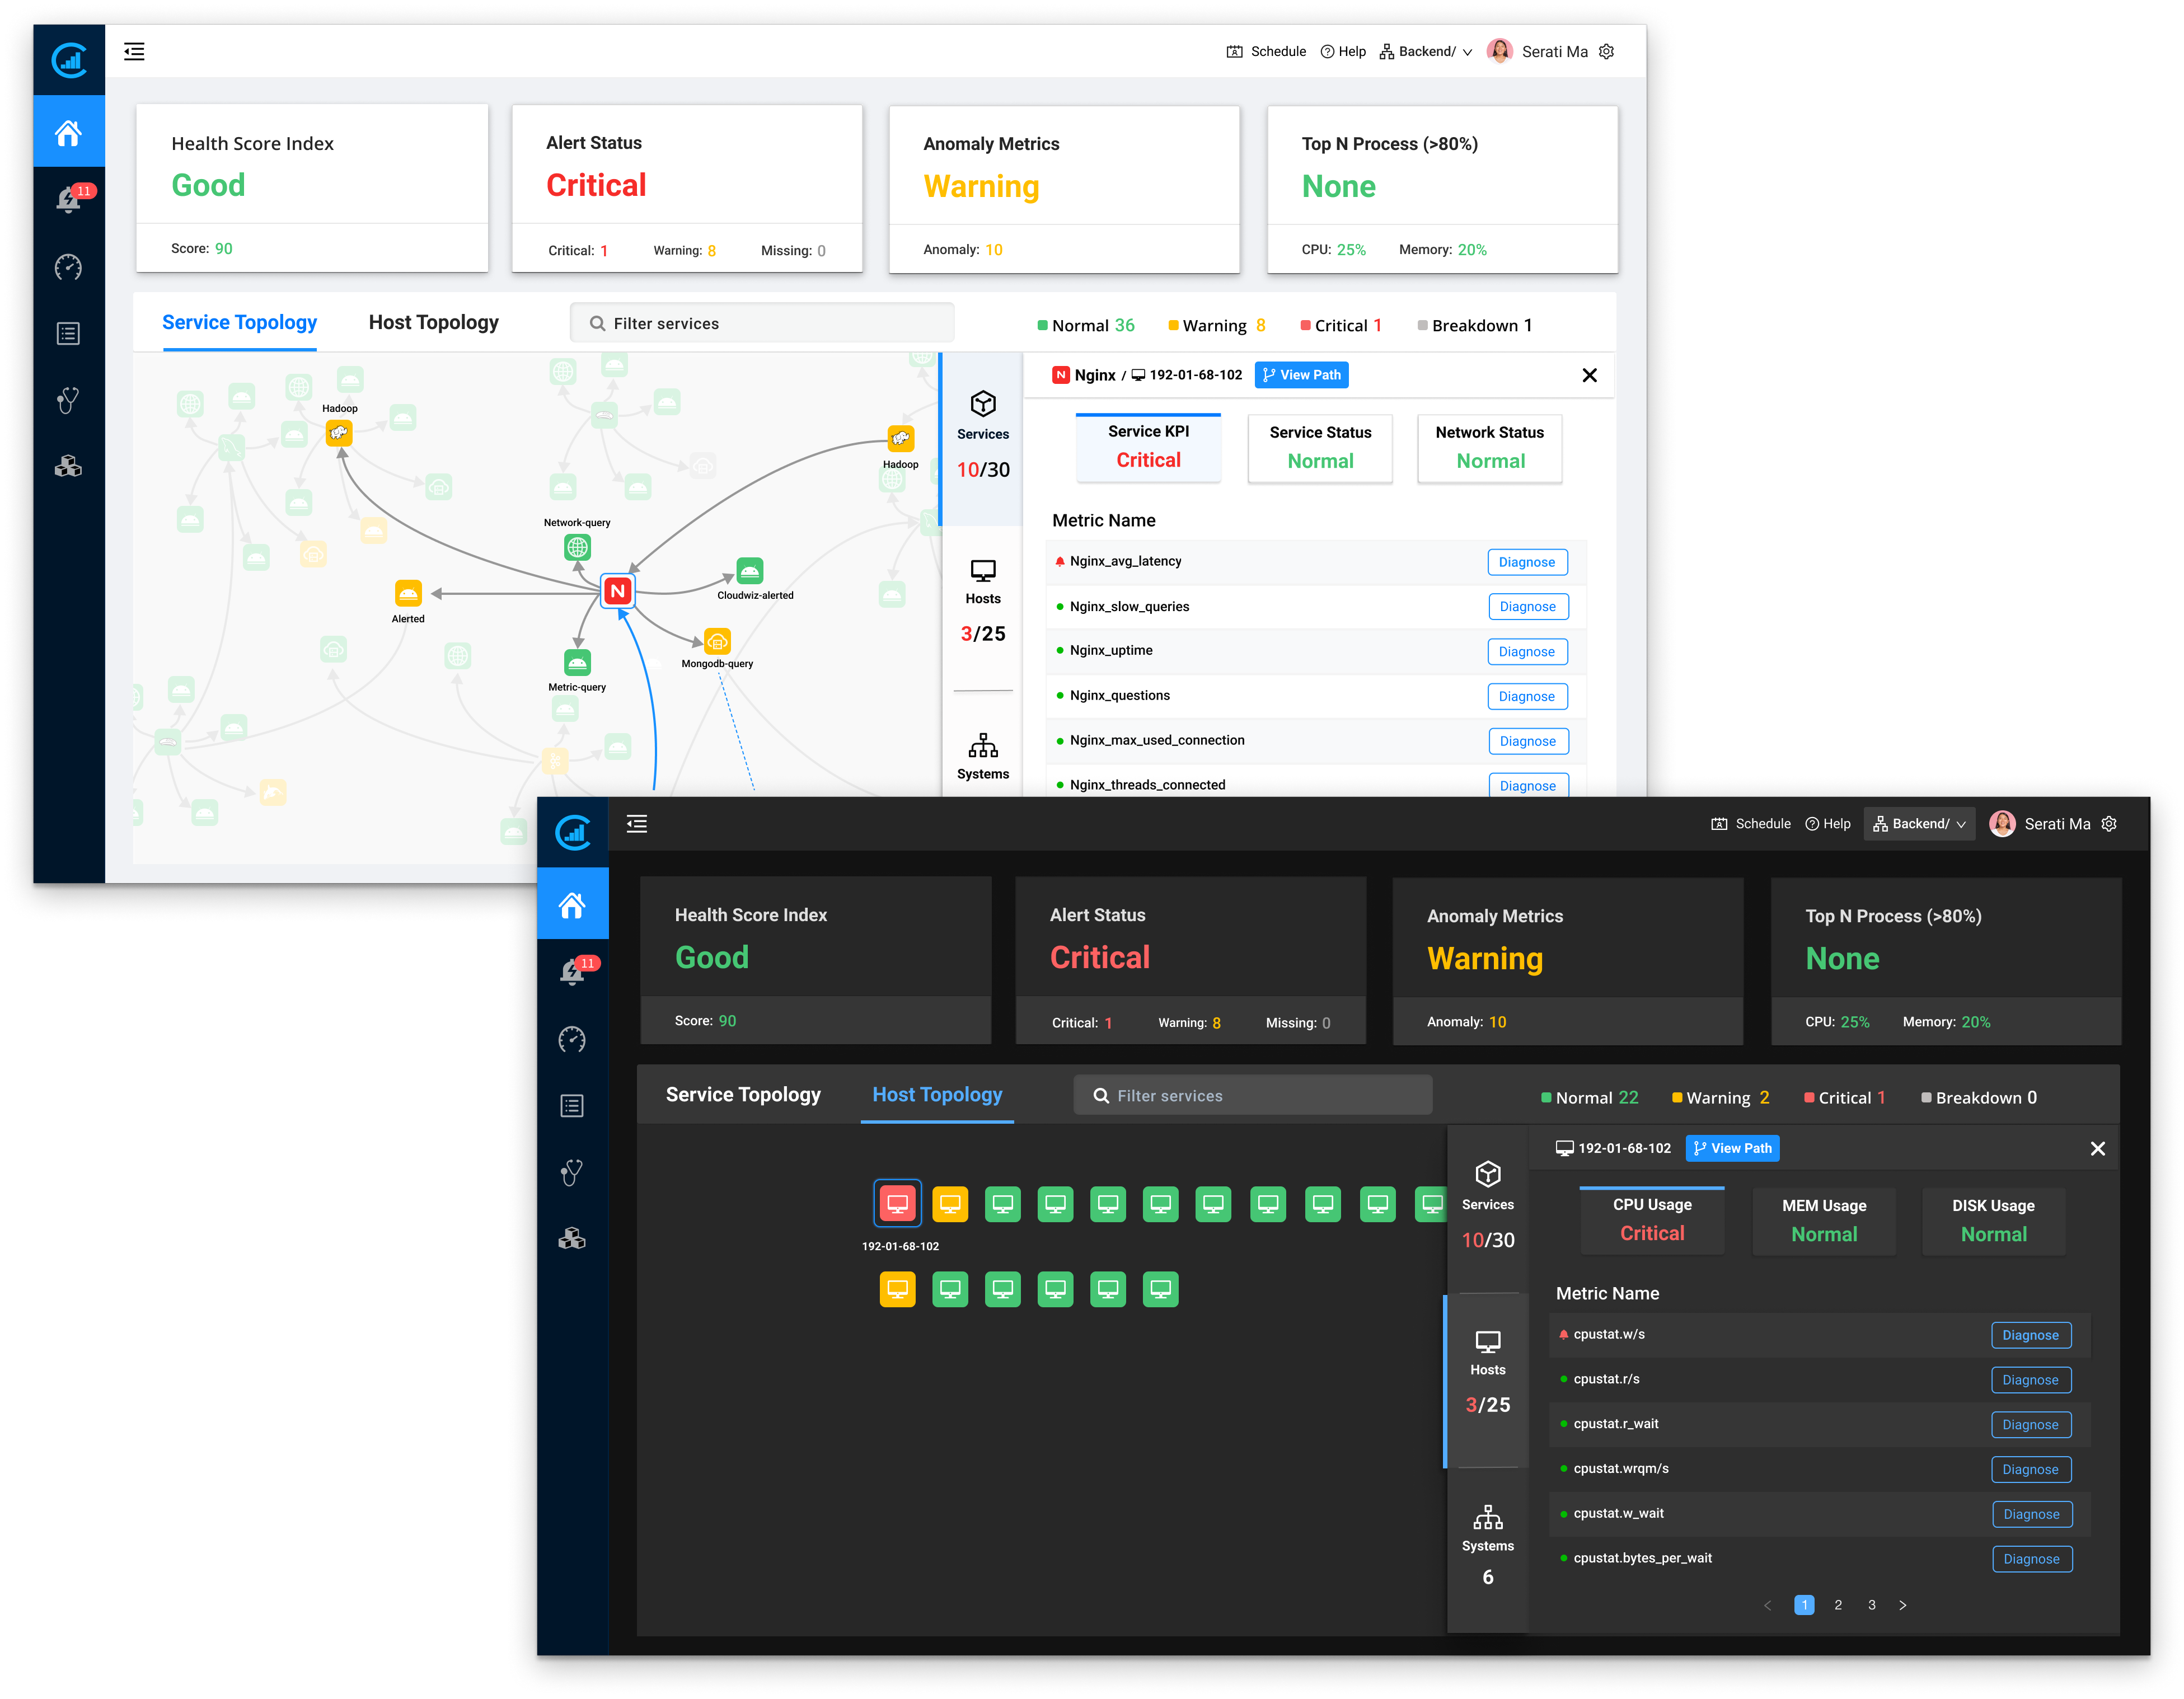 Schedule Help Backend/ Serati Ma
11
Health Score Index
Good
Score: 90
Alert Status
Critical
Critical: 1 Warning: 8 Missing: 0
Anomaly Metrics
Warning
Anomaly: 10
Top N Process (>80%)
None
CPU: 25% Memory: 20%
Service Topology Host Topology Filter services
Normal 36 Warning 8 Critical 1 Breakdown 1
Hadoop
Hadoop
Network-query
N
Cloudwiz-alerted
Alerted
Mongodb-query
Metric-query
Services
10/30
Hosts
3/25
Systems
N Nginx / 192-01-68-102 View Path
Service KPI
Critical
Service Status
Normal
Network Status
Normal
Metric Name
Nginx_avg_latency Diagnose
Nginx_slow_queries Diagnose
Nginx_uptime Diagnose
Nginx_questions Diagnose
Nginx_max_used_connection Diagnose
Nginx_threads_connected Diagnose
Schedule Help Backend/ Serati Ma
11
Health Score Index
Good
Score: 90
Alert Status
Critical
Critical: 1 Warning: 8 Missing: 0
Anomaly Metrics
Warning
Anomaly: 10
Top N Process (>80%)
None
CPU: 25% Memory: 20%
Service Topology Host Topology Filter services
Normal 22 Warning 2 Critical 1 Breakdown 0
192-01-68-102
Services
10/30
Hosts
3/25
Systems
6
192-01-68-102 View Path
CPU Usage
Critical
MEM Usage
Normal
DISK Usage
Normal
Metric Name
cpustat.w/s Diagnose
cpustat.r/s Diagnose
cpustat.r_wait Diagnose
cpustat.wrqm/s Diagnose
cpustat.w_wait Diagnose
cpustat.bytes_per_wait Diagnose
< 1 2 3 >